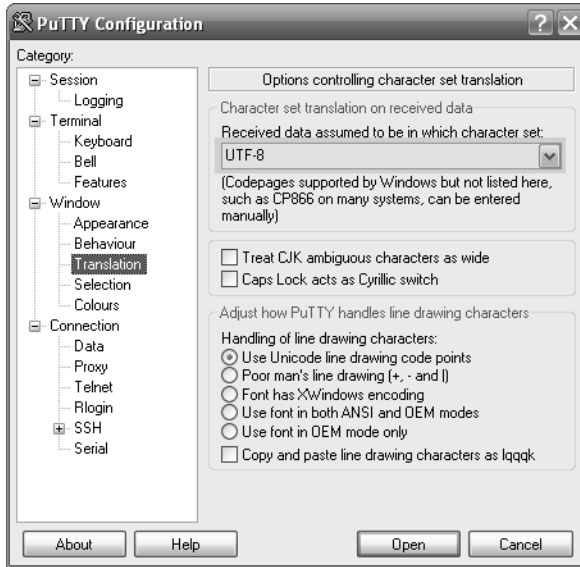 PuTTY Configuration
Category:
Session
Logging
Terminal
Keyboard
Bell
Features
Window
Appearance
Behaviour
Translation
Selection
Colours
Connection
Data
Proxy
Telnet
Rlogin
SSH
Serial
Options controlling character set translation
Character set translation on received data
Received data assumed to be in which character set:
UTF-8
(Codepages supported by Windows but not listed here,
such as CP866 on many systems, can be entered
manually)
Treat CJK ambiguous characters as wide
Caps Lock acts as Cyrillic switch
Adjust how PuTTY handles line drawing characters
Handling of line drawing characters:
Use Unicode line drawing code points
Poor man's line drawing (+, - and |)
Font has XWindows encoding
Use font in both ANSI and OEM modes
Use font in OEM mode only
Copy and paste line drawing characters as lqqqk
About
Help
Open
Cancel